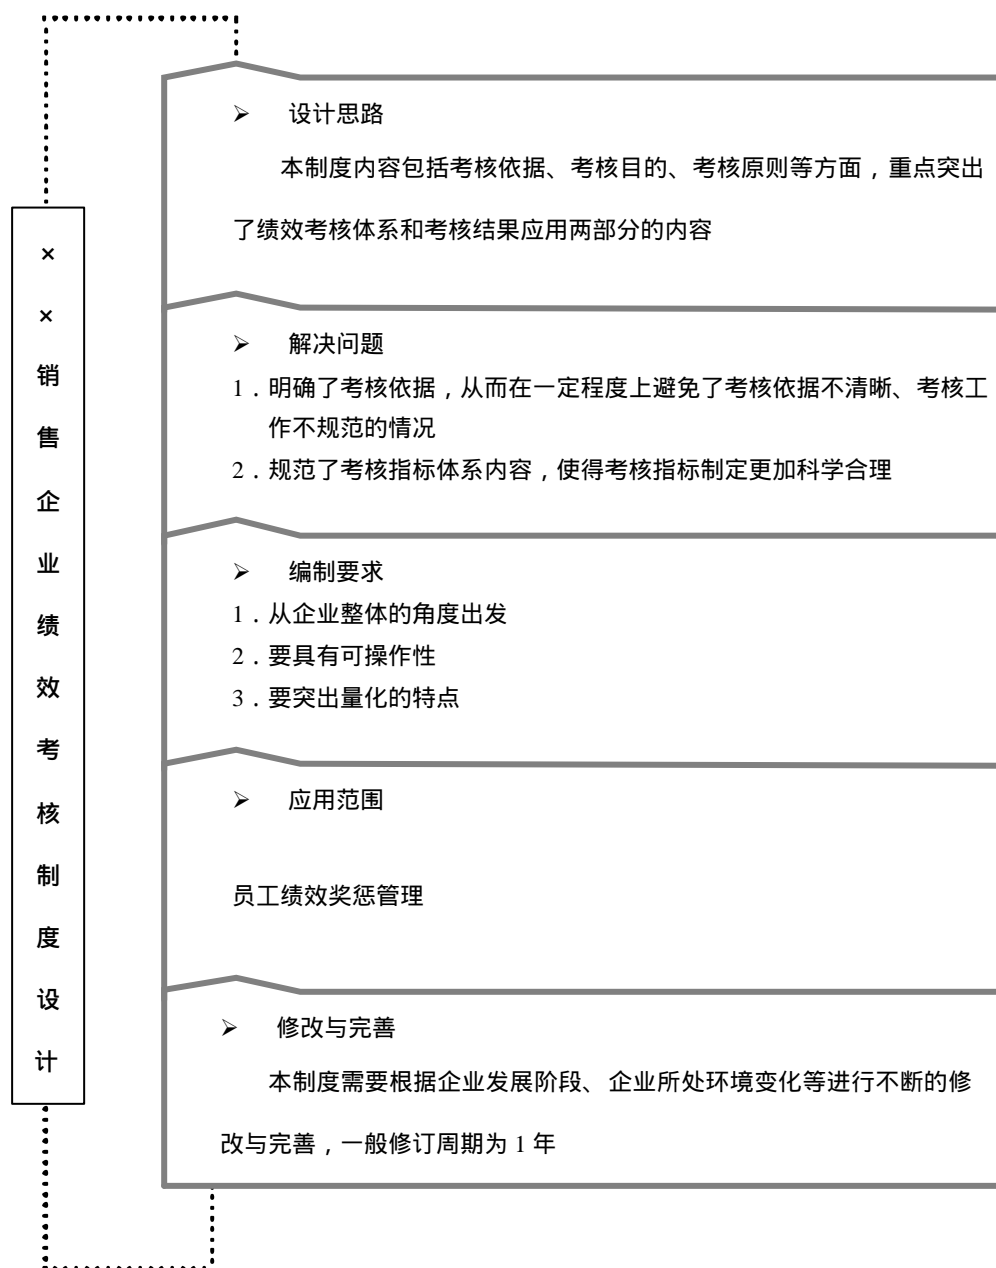 ××销售企业绩效考核制度设计
➢ 设计思路
本制度内容包括考核依据、考核目的、考核原则等方面，重点突出
了绩效考核体系和考核结果应用两部分的内容
➢ 解决问题
1．明确了考核依据，从而在一定程度上避免了考核依据不清晰、考核工
作不规范的情况
2．规范了考核指标体系内容，使得考核指标制定更加科学合理
➢ 编制要求
1．从企业整体的角度出发
2．要具有可操作性
3．要突出量化的特点
➢ 应用范围
员工绩效奖惩管理
➢ 修改与完善
本制度需要根据企业发展阶段、企业所处环境变化等进行不断的修
改与完善，一般修订周期为 1 年